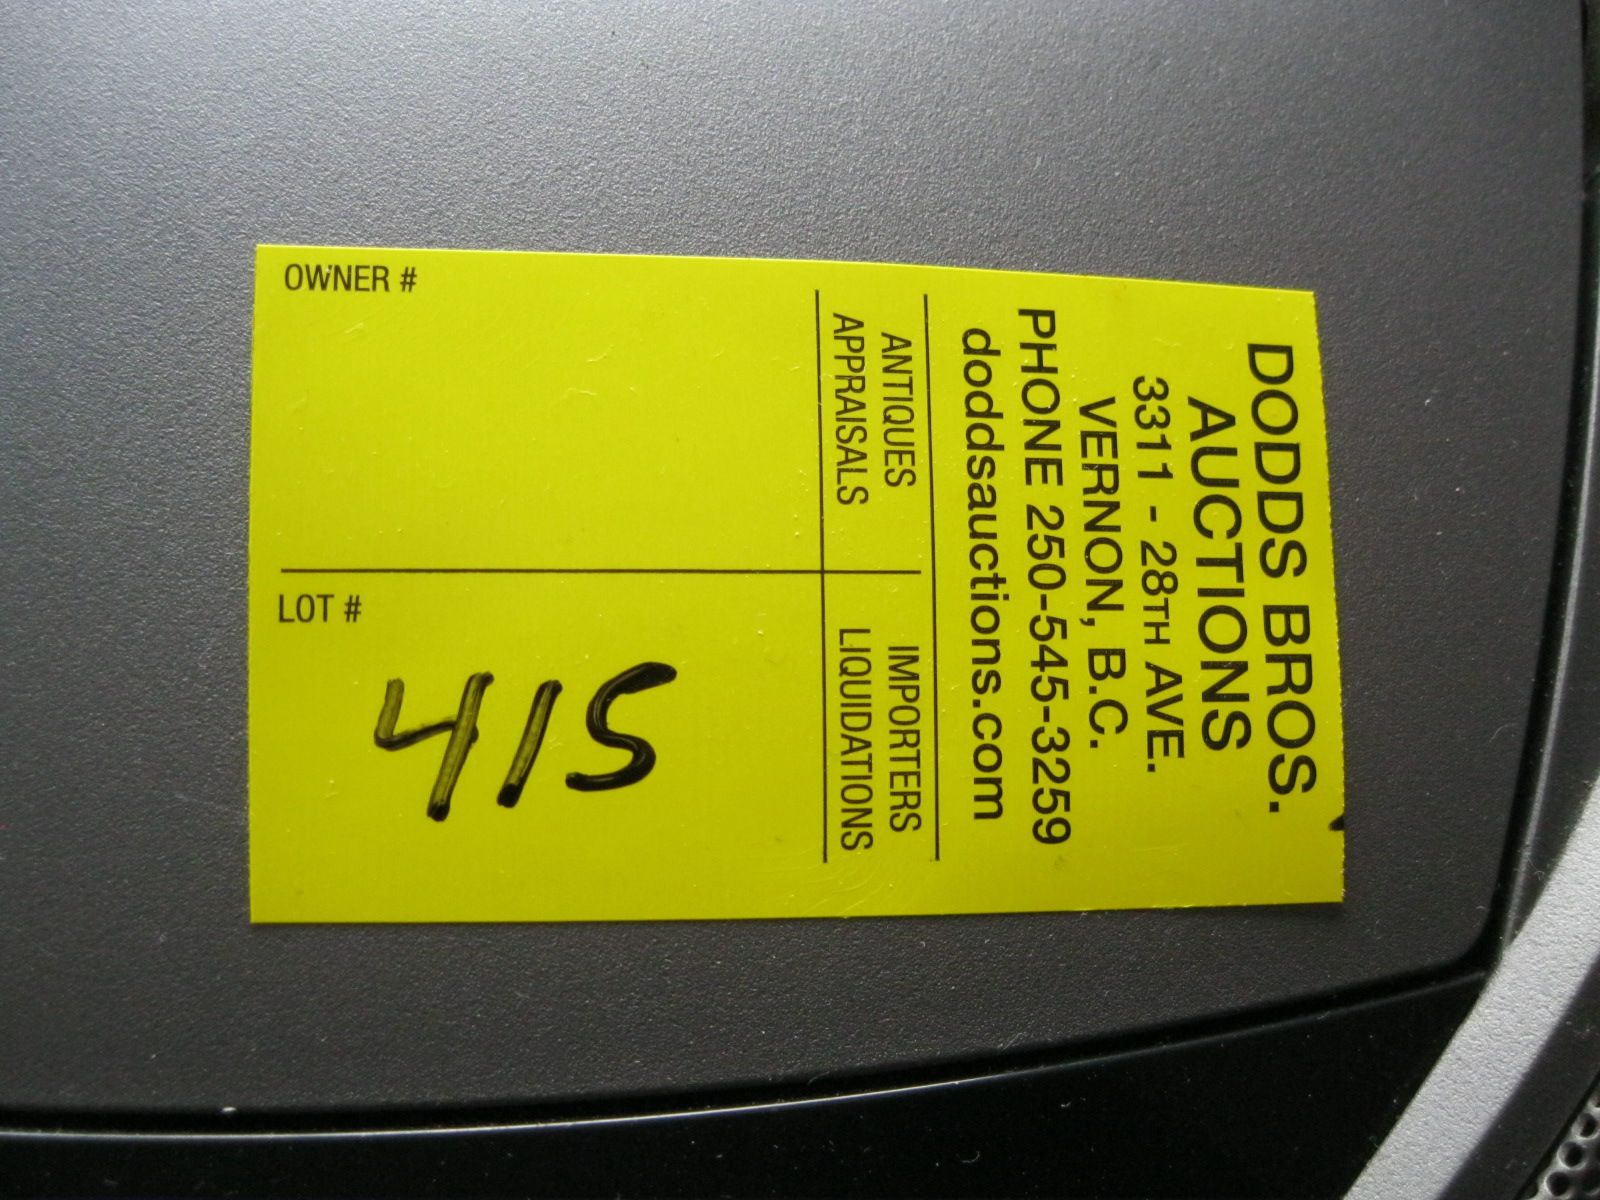 DODDS BROS.
AUCTIONS
3311 - 28TH AVE.
VERNON, B.C.
PHONE 250-545-3259
doddsauctions.com
ANTIQUES
APPRAISALS
IMPORTERS
LIQUIDATIONS
OWNER #
LOT #
415